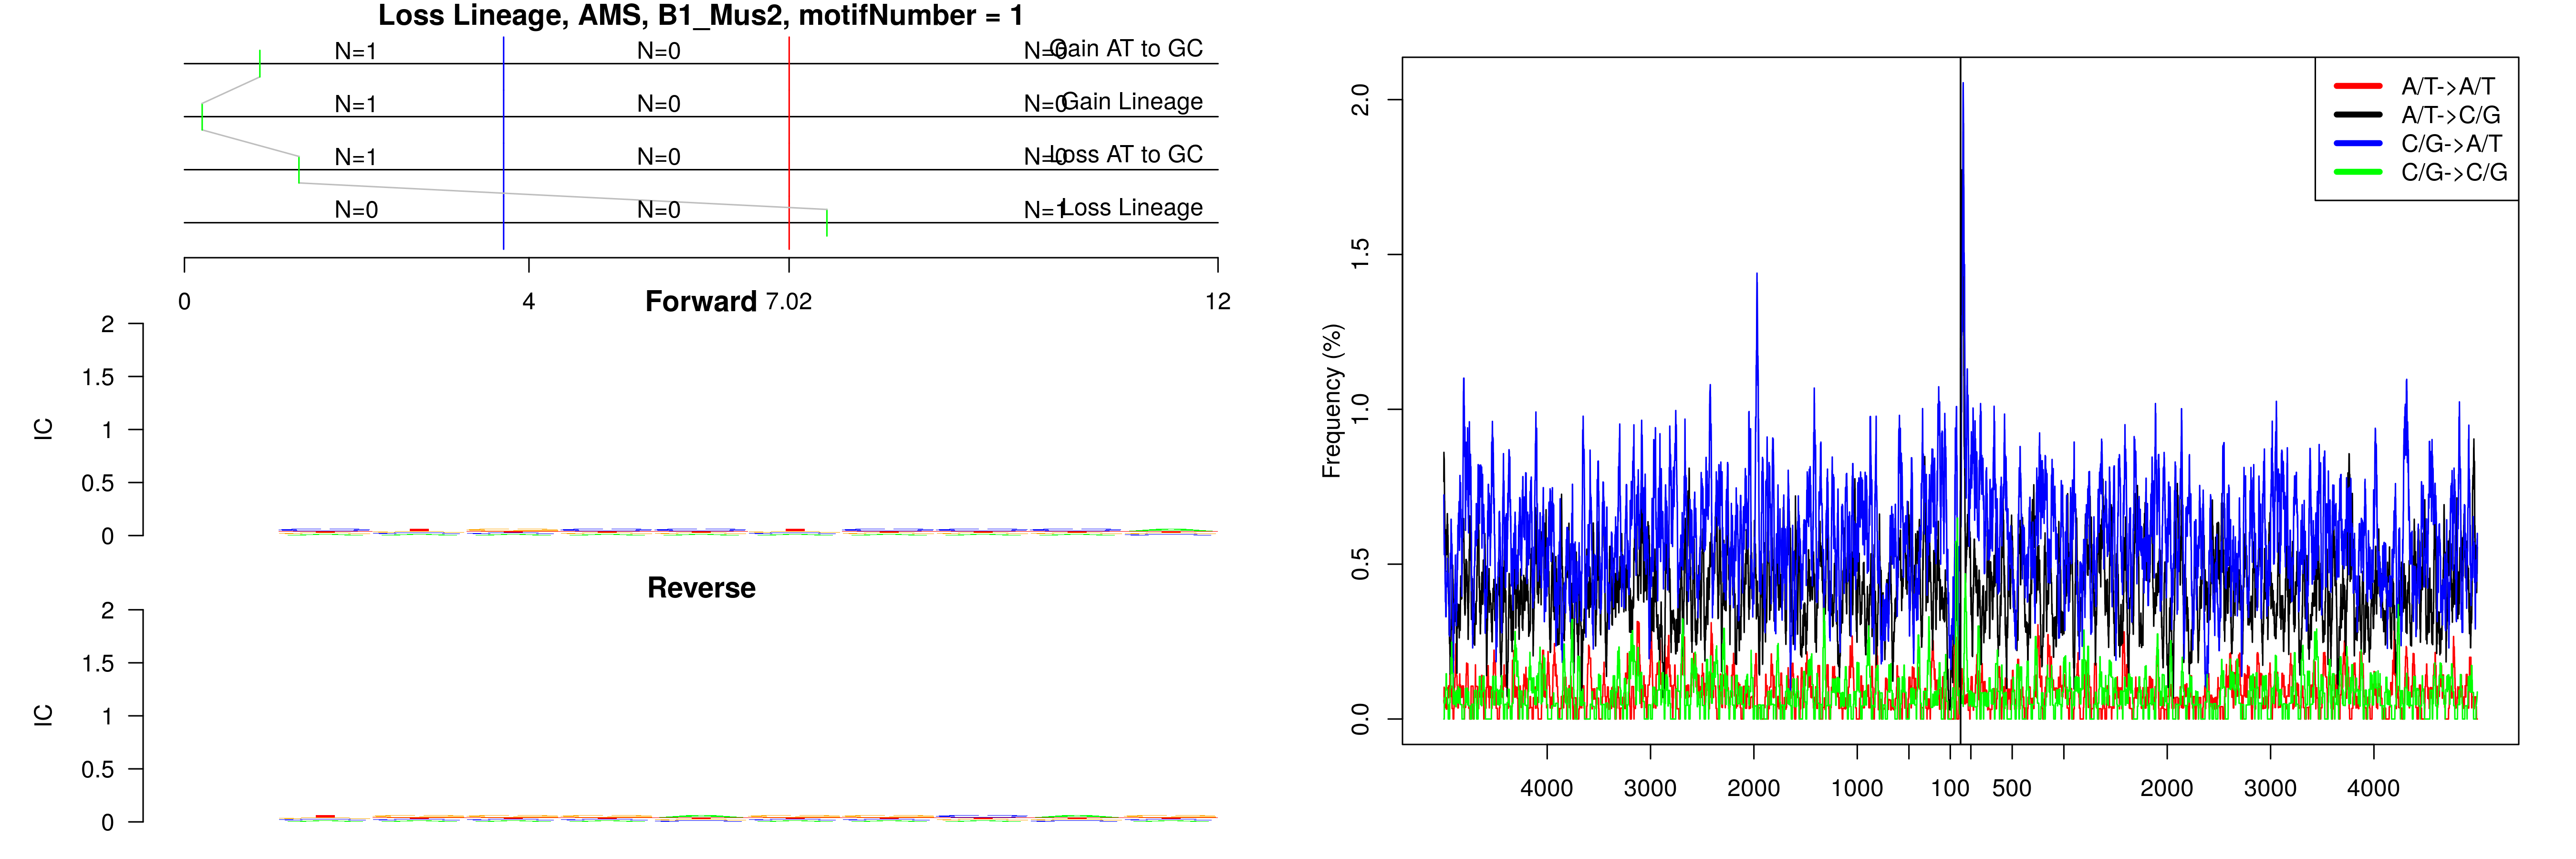 Loss Lineage, AMS, B1_Mus2, motifNumber = 1
N=1 N=0 N=0 Gain AT to GC
N=1 N=0 N=0 Gain Lineage
N=1 N=0 N=0 Loss AT to GC
N=0 N=0 N=1 Loss Lineage
0 4 7.02 12
Forward
2
1.5
1
0.5
0
IC
Reverse
2
1.5
1
0.5
0
IC
A/T->A/T
A/T->C/G
C/G->A/T
C/G->C/G
2.0
1.5
1.0
0.5
0.0
Frequency (%)
4000 3000 2000 1000 100 500 2000 3000 4000